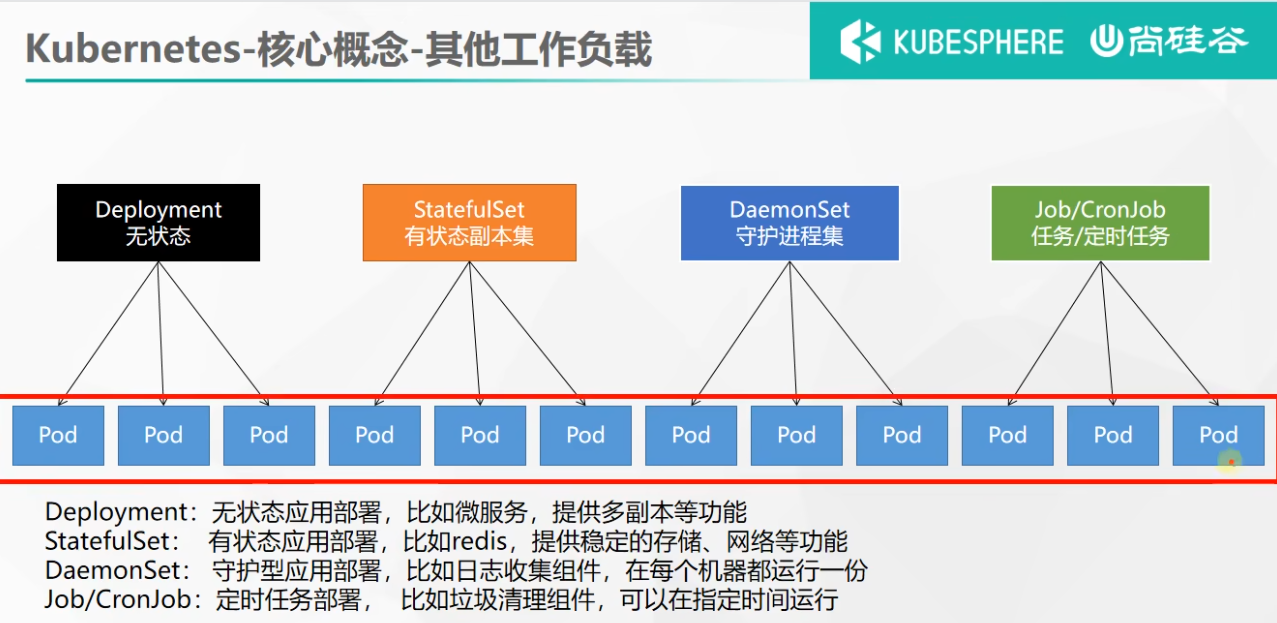 Kubernetes-核心概念-其他工作负载
KUBESPHERE 尚硅谷
Deployment
无状态
StatefulSet
有状态副本集
DaemonSet
守护进程集
Job/CronJob
任务/定时任务
Pod Pod Pod Pod Pod Pod Pod Pod Pod Pod Pod Pod
Deployment：无状态应用部署，比如微服务，提供多副本等功能
StatefulSet： 有状态应用部署，比如redis，提供稳定的存储、网络等功能
DaemonSet： 守护型应用部署，比如日志收集组件，在每个机器都运行一份
Job/CronJob：定时任务部署， 比如垃圾清理组件，可以在指定时间运行